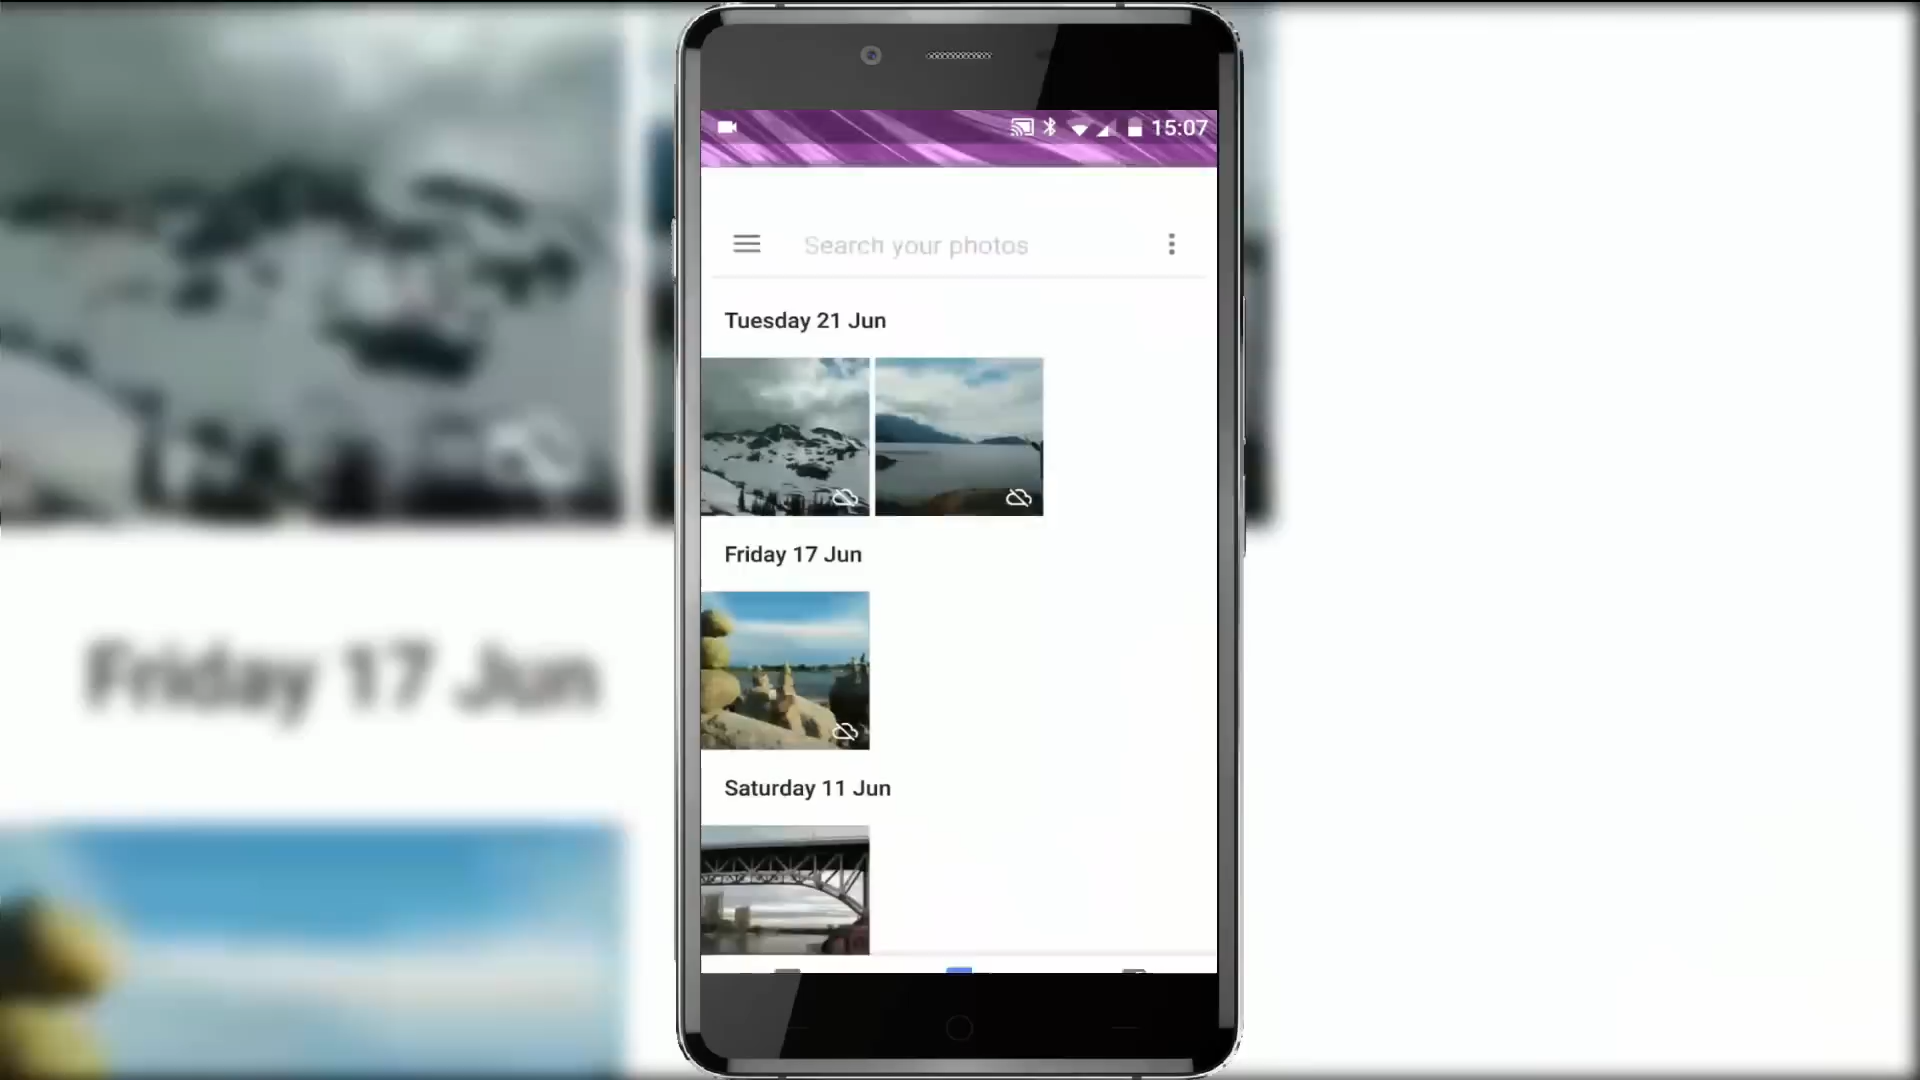 15:07
Search your photos
Tuesday 21 Jun
Friday 17 Jun
Friday 17 Jun
Saturday 11 Jun